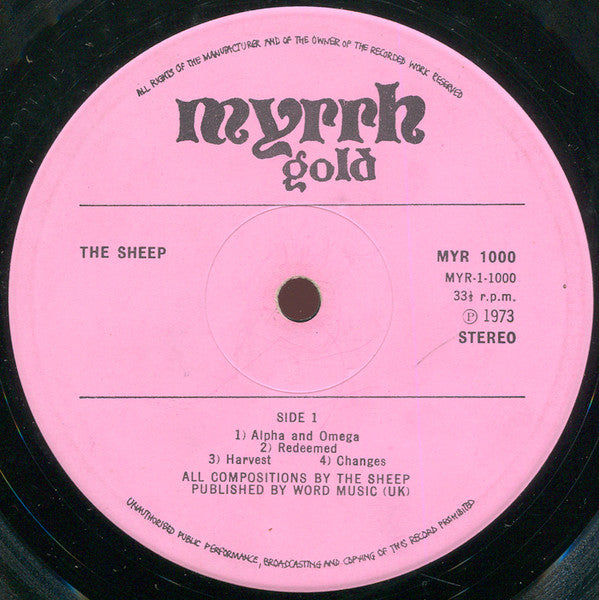 ALL RIGHTS OF THE MANUFACTURER AND OF THE OWNER OF THE RECORDED WORK RESERVED
myrrh
gold
THE SHEEP
MYR 1000
MYR-1-1000
33⅓ r.p.m.
Ⓟ 1973
STEREO
SIDE 1
1) Alpha and Omega
2) Redeemed
3) Harvest 4) Changes
ALL COMPOSITIONS BY THE SHEEP
PUBLISHED BY WORD MUSIC (UK)
UNAUTHORISED PUBLIC PERFORMANCE, BROADCASTING AND COPYING OF THIS RECORD PROHIBITED